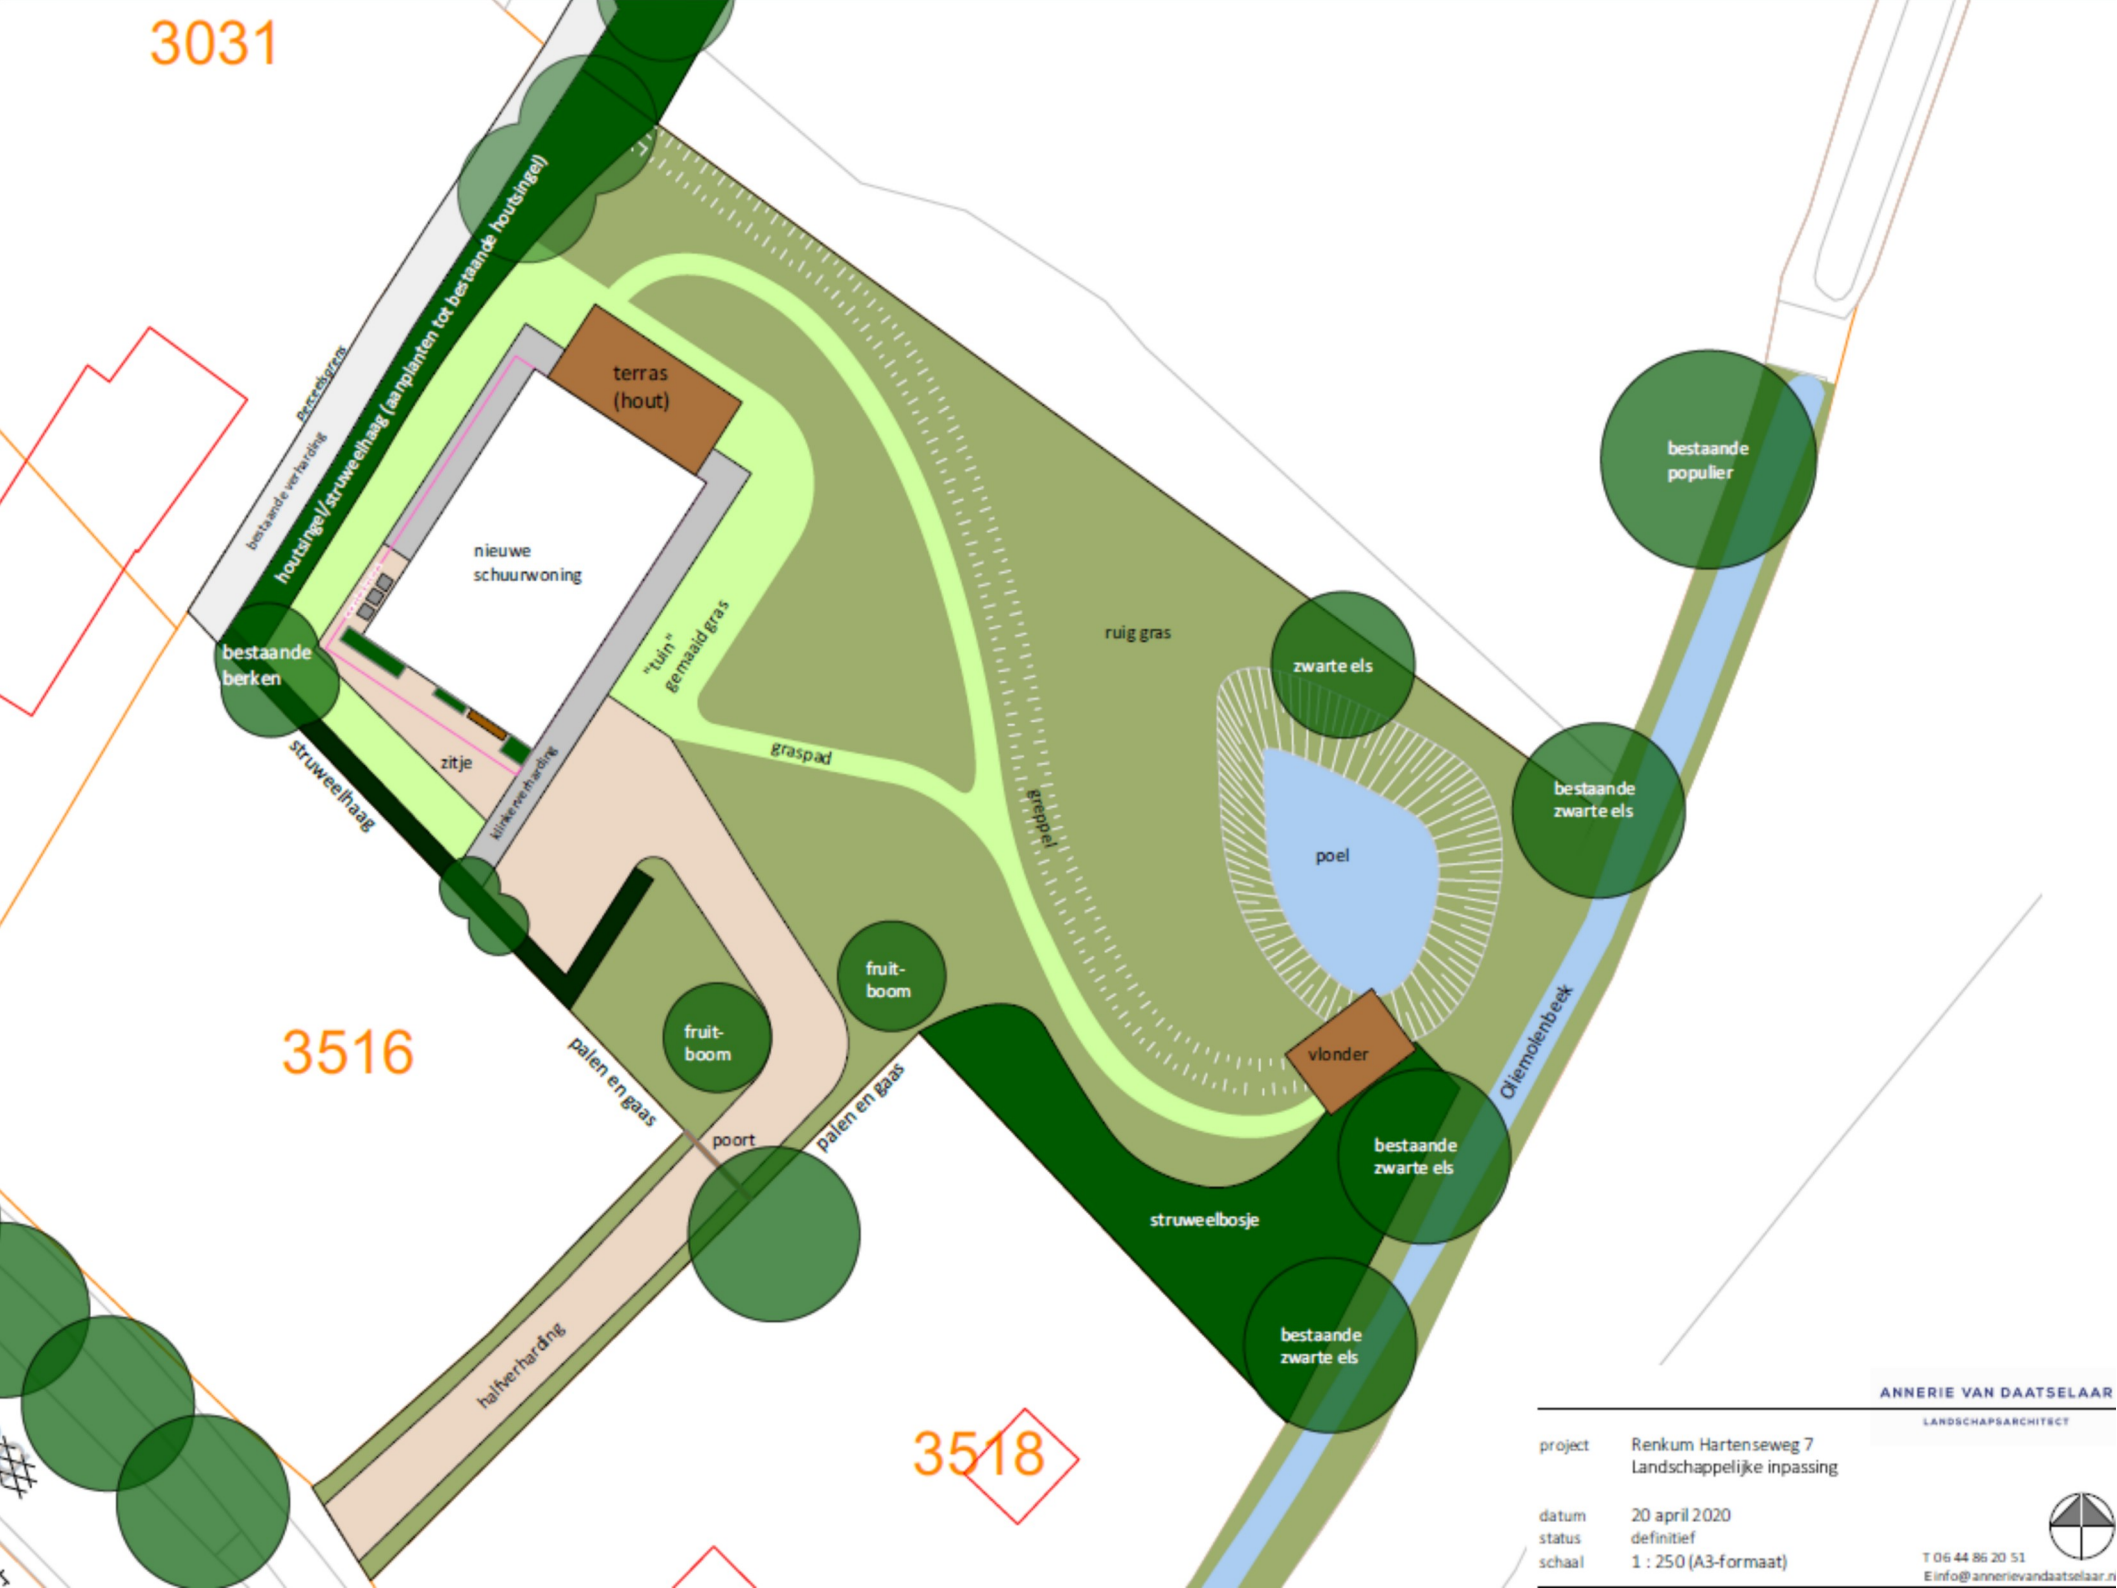 3031
Perceelsgrens
bestaande verharding
houtsingel/struweelhaag (aanplanten tot bestaande houtsingel)
terras
(hout)
nieuwe
schuurwoning
bestaande
berken
"tuin"
gemaaid gras
ruig gras
bestaande
populier
zwarte els
struweelhaag
zitje
klinkerverharding
graspad
greppel
poel
bestaande
zwarte els
fruit-
boom
fruit-
boom
3516
palen en gaas
palen en gaas
poort
vlonder
Oliemolenbeek
bestaande
zwarte els
struweelbosje
bestaande
zwarte els
halfverharding
3518
ANNERIE VAN DAATSELAAR
LANDSCHAPSARCHITECT
project Renkum Hartenseweg 7
Landschappelijke inpassing
datum 20 april 2020
status definitief
schaal 1 : 250 (A3-formaat)
T 06 44 86 20 51
E info@annerievandaatselaar.n